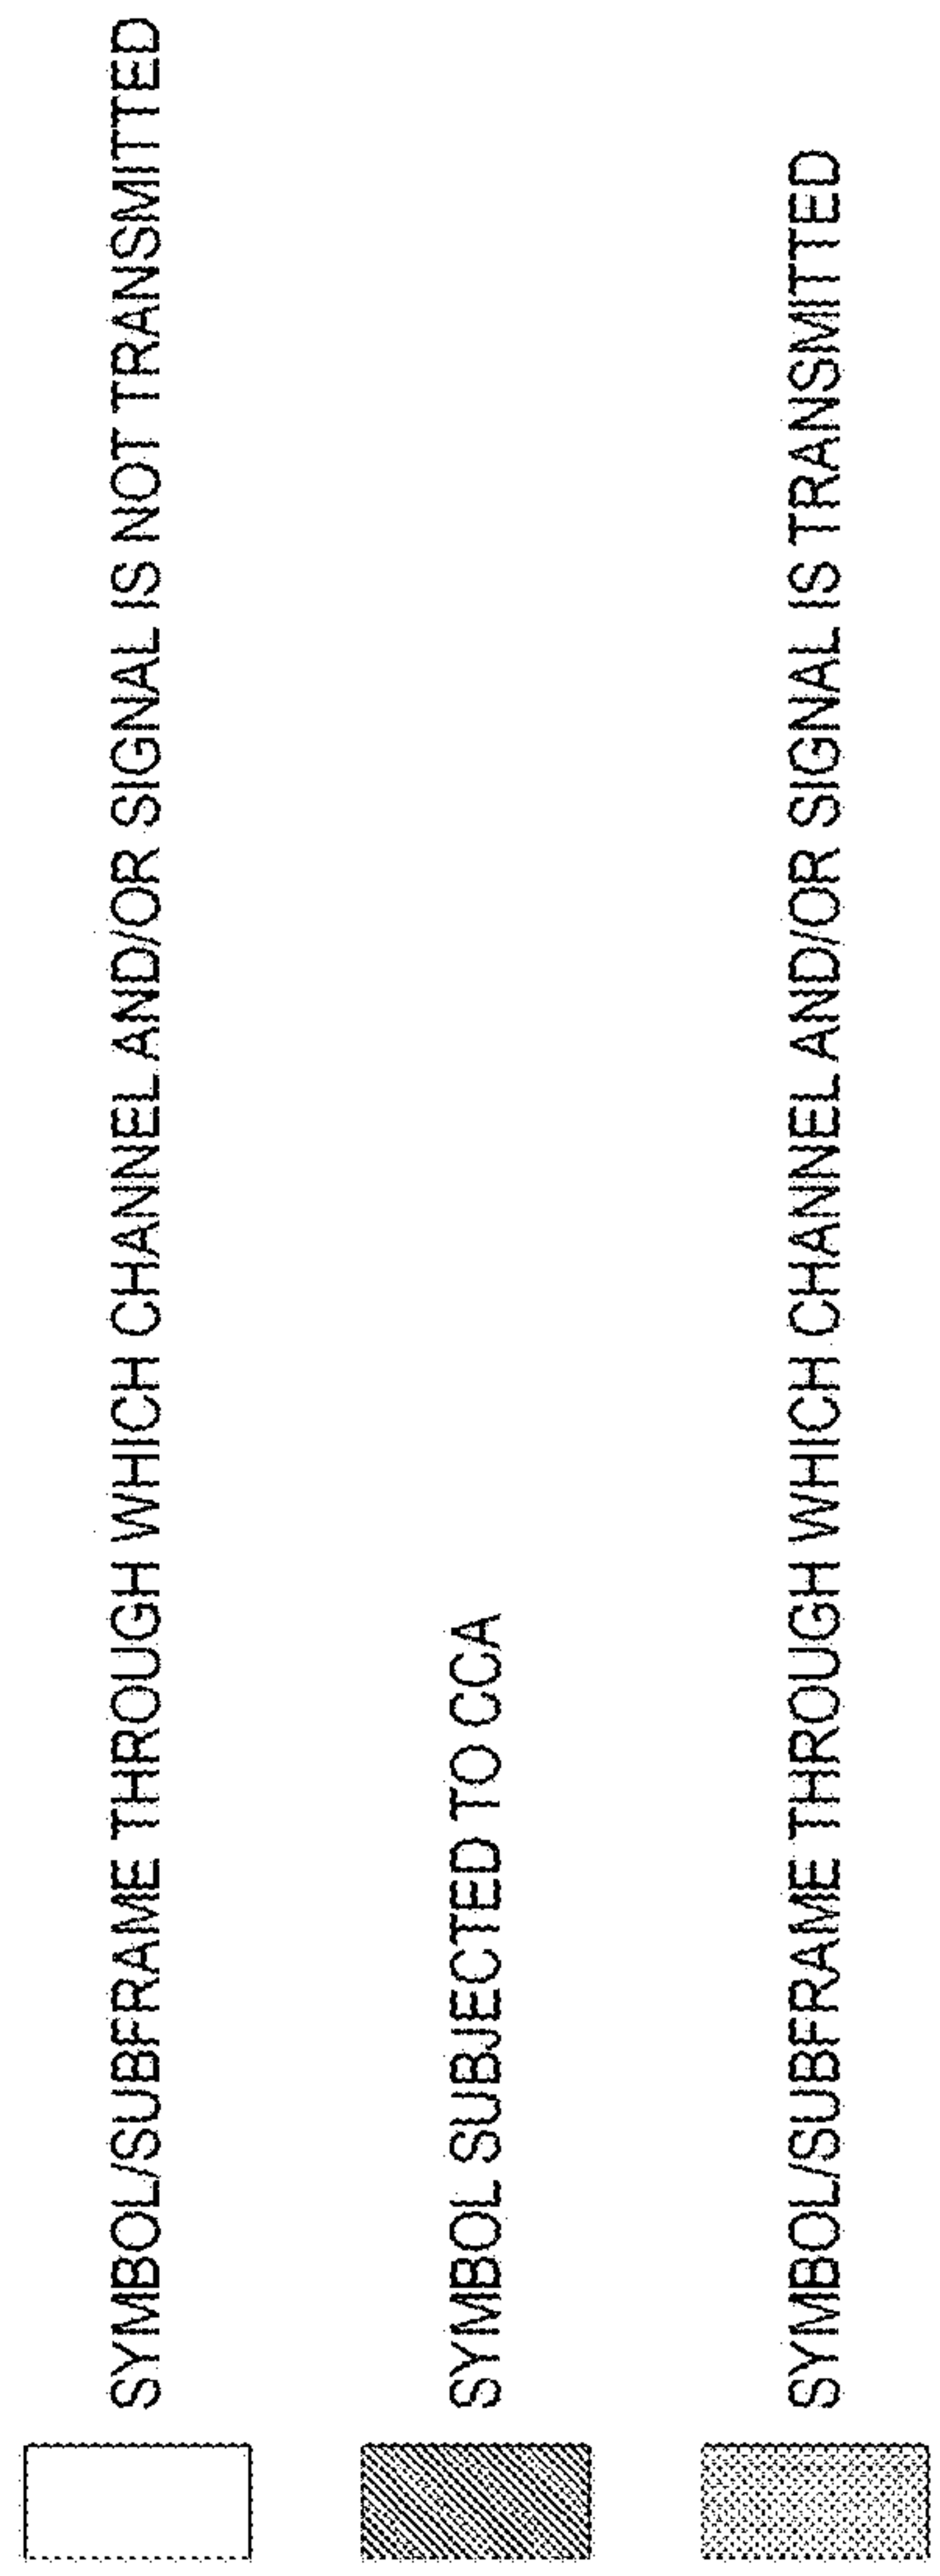 SYMBOL/SUBFRAME THROUGH WHICH CHANNEL AND/OR SIGNAL IS NOT TRANSMITTED
SYMBOL SUBJECTED TO CCA
SYMBOL/SUBFRAME THROUGH WHICH CHANNEL AND/OR SIGNAL IS TRANSMITTED